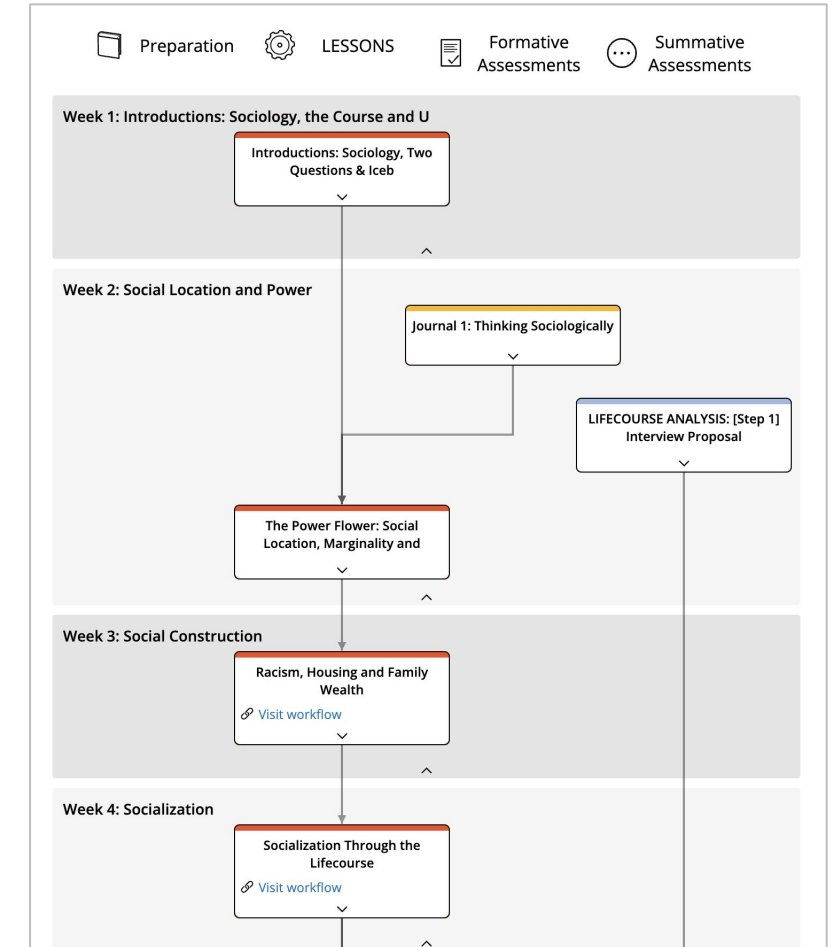 Preparation
LESSONS
Formative
Assessments
Summative
Assessments
Week 1: Introductions: Sociology, the Course and U
Introductions: Sociology, Two
Questions & Iceb
Week 2: Social Location and Power
Journal 1: Thinking Sociologically
LIFECOURSE ANALYSIS: [Step 1]
Interview Proposal
The Power Flower: Social
Location, Marginality and
Week 3: Social Construction
Racism, Housing and Family
Wealth
Visit workflow
Week 4: Socialization
Socialization Through the
Lifecourse
Visit workflow